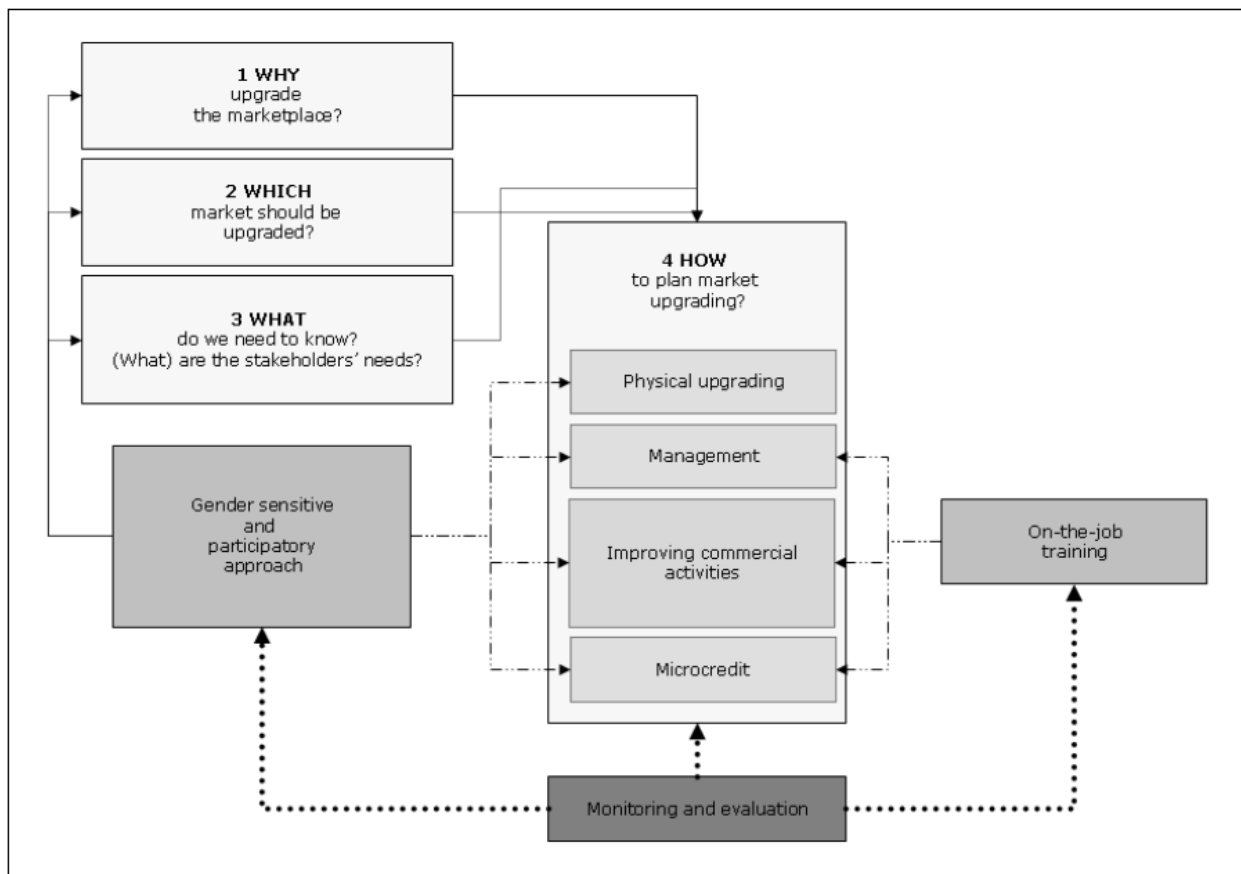 1 WHY
upgrade
the marketplace?
2 WHICH
market should be
upgraded?
3 WHAT
do we need to know?
(What) are the stakeholders’ needs?
4 HOW
to plan market
upgrading?
Physical upgrading
Management
Improving commercial
activities
Microcredit
Gender sensitive
and
participatory
approach
On-the-job
training
Monitoring and evaluation